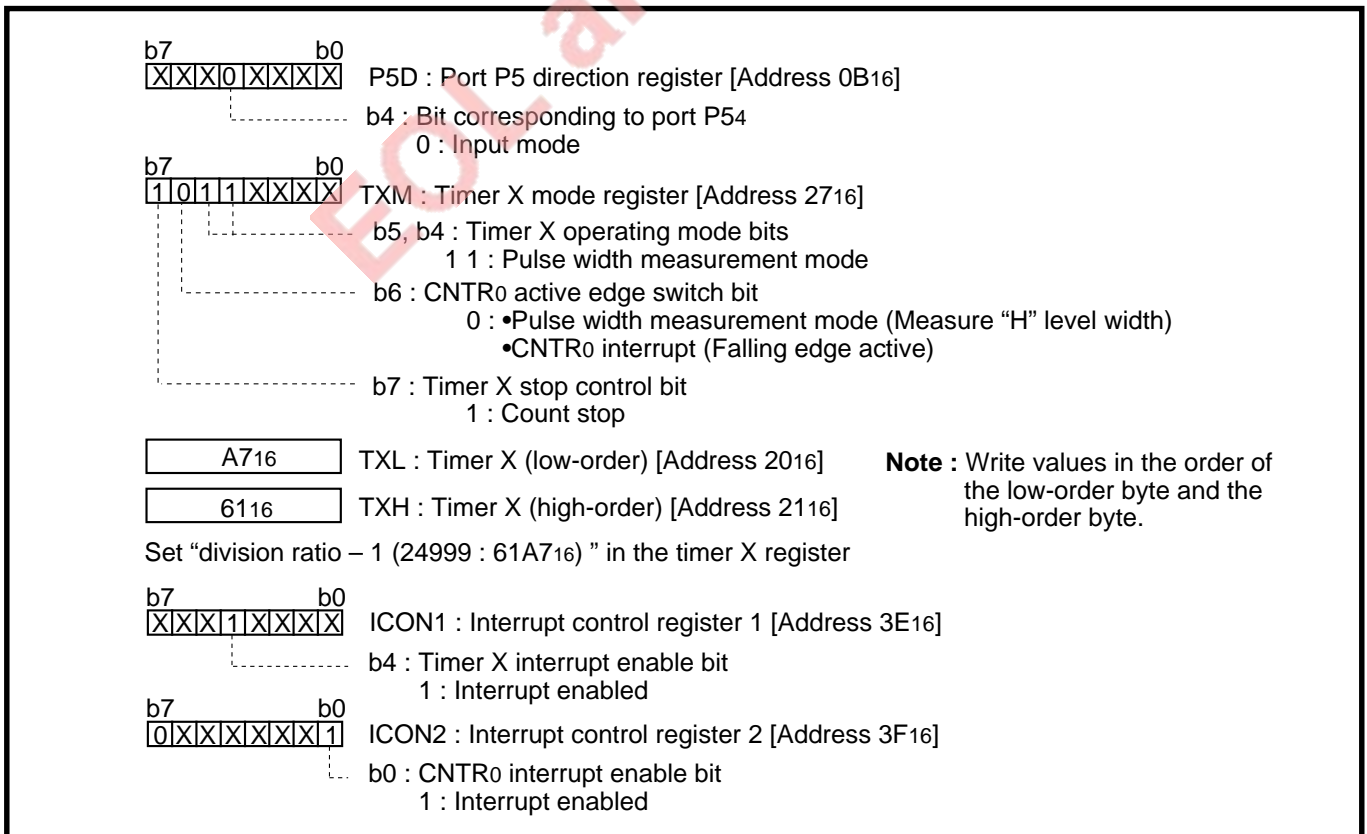 EOL a
b7 b0
X X X 0 X X X X P5D : Port P5 direction register [Address 0B16]
b4 : Bit corresponding to port P54
0 : Input mode
b7 b0
1 0 1 1 X X X X TXM : Timer X mode register [Address 2716]
b5, b4 : Timer X operating mode bits
1 1 : Pulse width measurement mode
b6 : CNTR0 active edge switch bit
0 : •Pulse width measurement mode (Measure “H” level width)
•CNTR0 interrupt (Falling edge active)
b7 : Timer X stop control bit
1 : Count stop
A716 TXL : Timer X (low-order) [Address 2016]
6116 TXH : Timer X (high-order) [Address 2116]
Note : Write values in the order of
the low-order byte and the
high-order byte.
Set “division ratio – 1 (24999 : 61A716) ” in the timer X register
b7 b0
X X X 1 X X X X ICON1 : Interrupt control register 1 [Address 3E16]
b4 : Timer X interrupt enable bit
1 : Interrupt enabled
b7 b0
0 X X X X X X 1 ICON2 : Interrupt control register 2 [Address 3F16]
b0 : CNTR0 interrupt enable bit
1 : Interrupt enabled